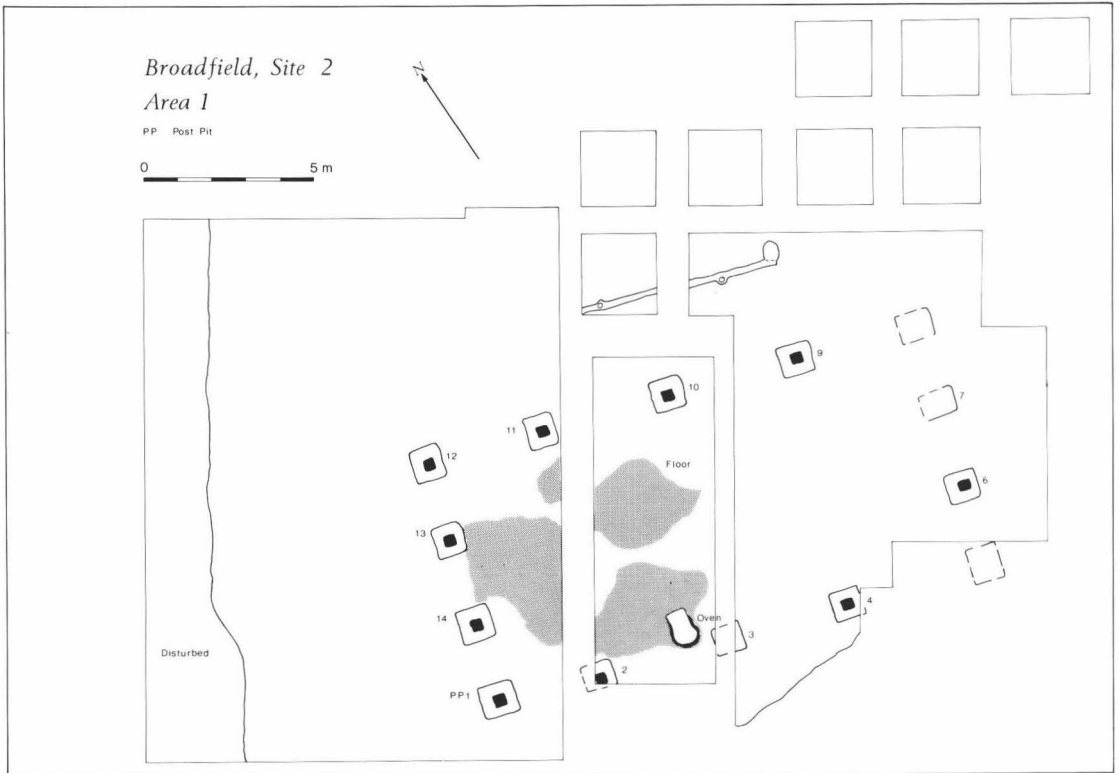 Broadfield, Site 2
Area 1
PP Post Pit
0 5 m
N
9
7
10
11
12
Floor
6
13
4
14
Oven
3
Disturbed
2
PP1